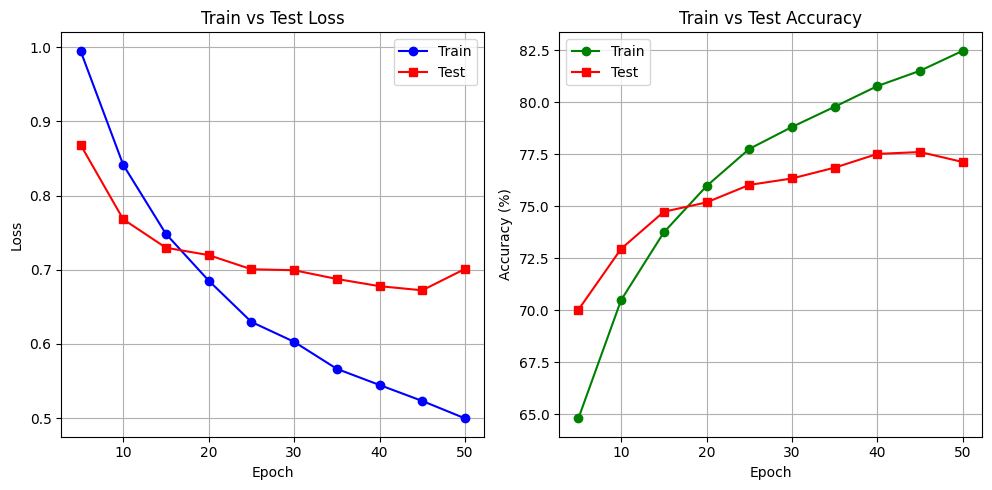 Train vs Test Loss
Train
Test
1.0
0.9
0.8
0.7
0.6
0.5
Loss
10
20
30
40
50
Epoch
Train vs Test Accuracy
Train
Test
82.5
80.0
77.5
75.0
72.5
70.0
67.5
65.0
Accuracy (%)
10
20
30
40
50
Epoch